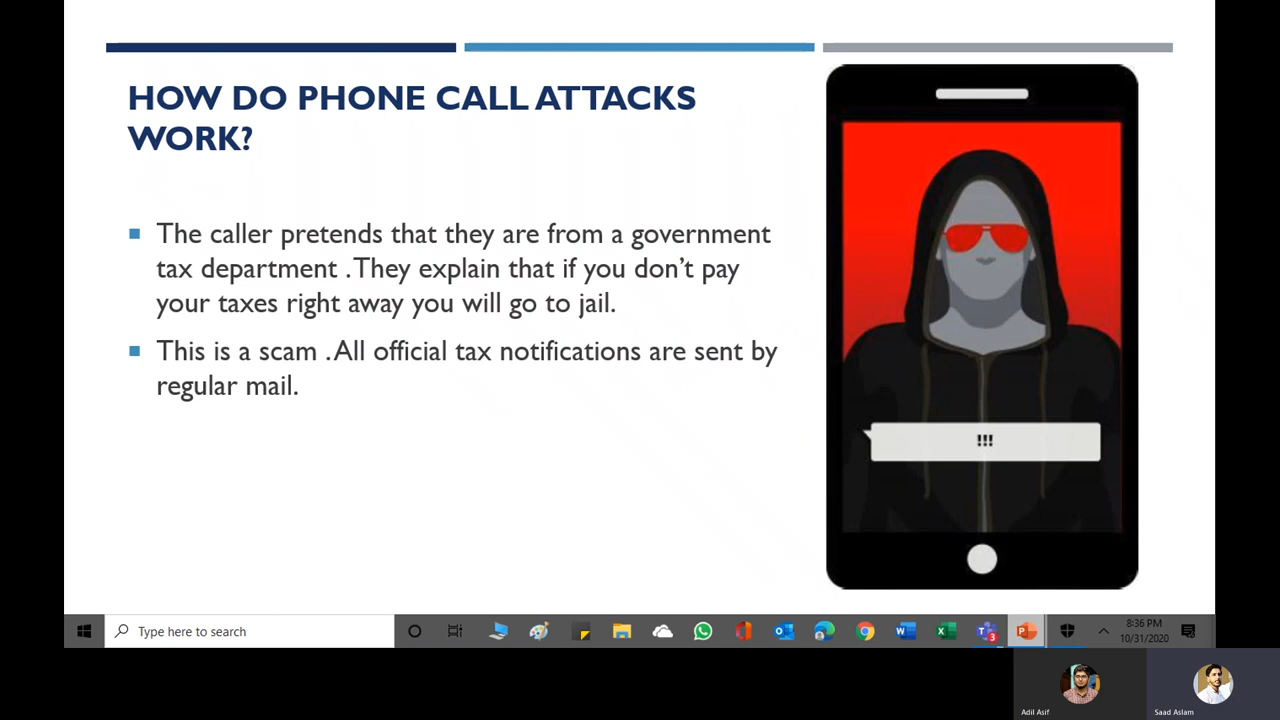 HOW DO PHONE CALL ATTACKS
WORK?
The caller pretends that they are from a government
tax department .They explain that if you don't pay
your taxes right away you will go to jail.
This is a scam .All official tax notifications are sent by
regular mail.
!!!
Type here to search
3
8:36 PM
10/31/2020
Adil Asif
Saad Aslam